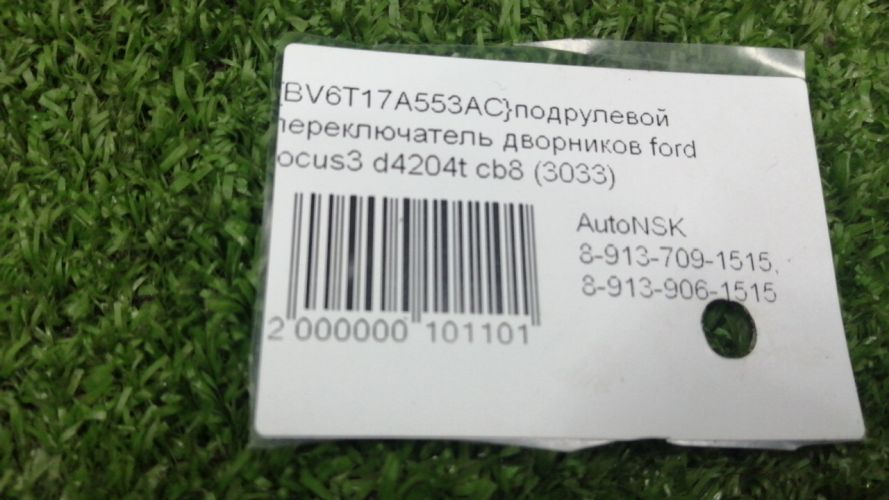 {BV6T17A553AC}подрулевой
переключатель дворников ford
ocus3 d4204t cb8 (3033)
AutoNSK
8-913-709-1515,
8-913-906-1515
2 000000 101101